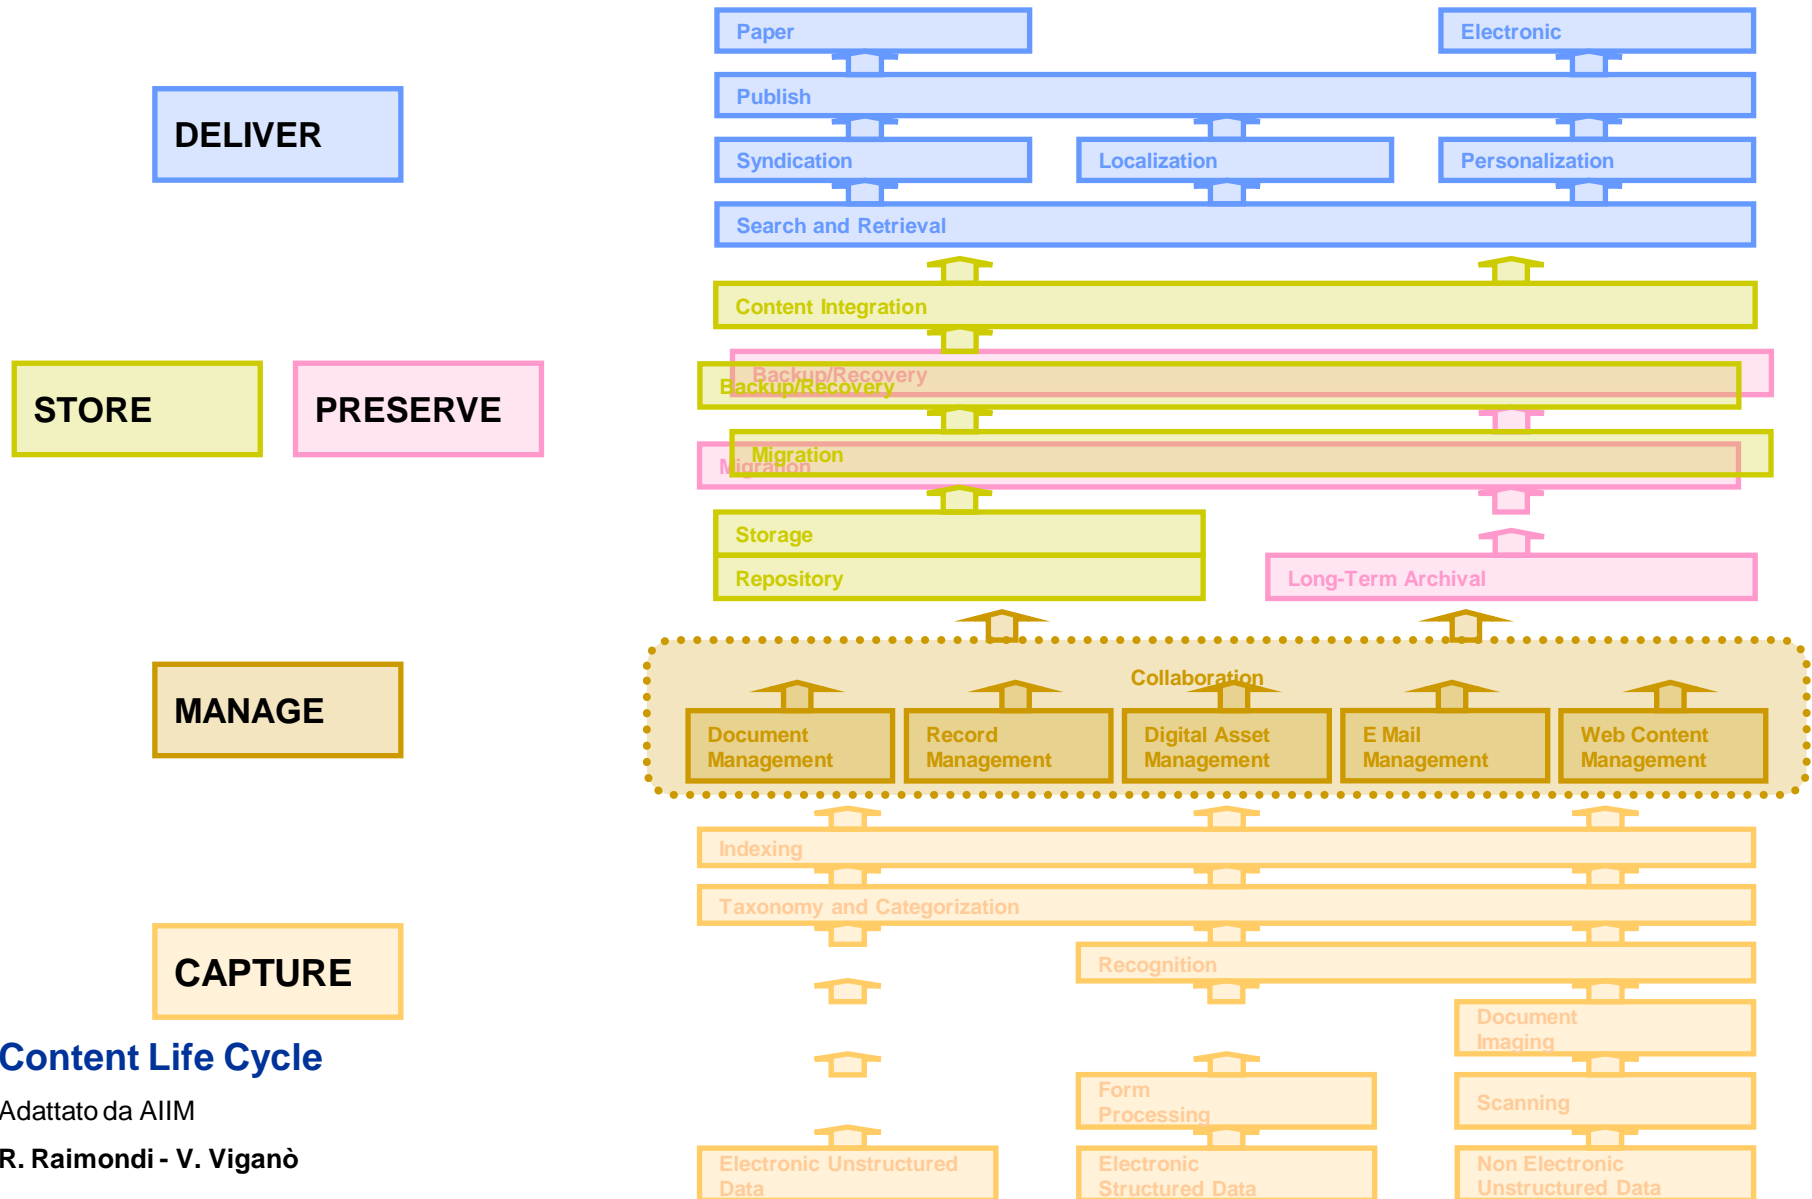 Paper
Electronic
Publish
DELIVER
Syndication
Localization
Personalization
Search and Retrieval
Content Integration
Backup/Recovery
Backup/Recovery
STORE
PRESERVE
Migration
Migration
Storage
Repository
Long-Term Archival
Collaboration
MANAGE
Document
Management
Record
Management
Digital Asset
Management
E Mail
Management
Web Content
Management
Indexing
Taxonomy and Categorization
CAPTURE
Recognition
Document
Imaging
Form
Processing
Scanning
Electronic Unstructured
Data
Electronic
Structured Data
Non Electronic
Unstructured Data
Content Life Cycle
Adattato da AIIM
R. Raimondi - V. Viganò